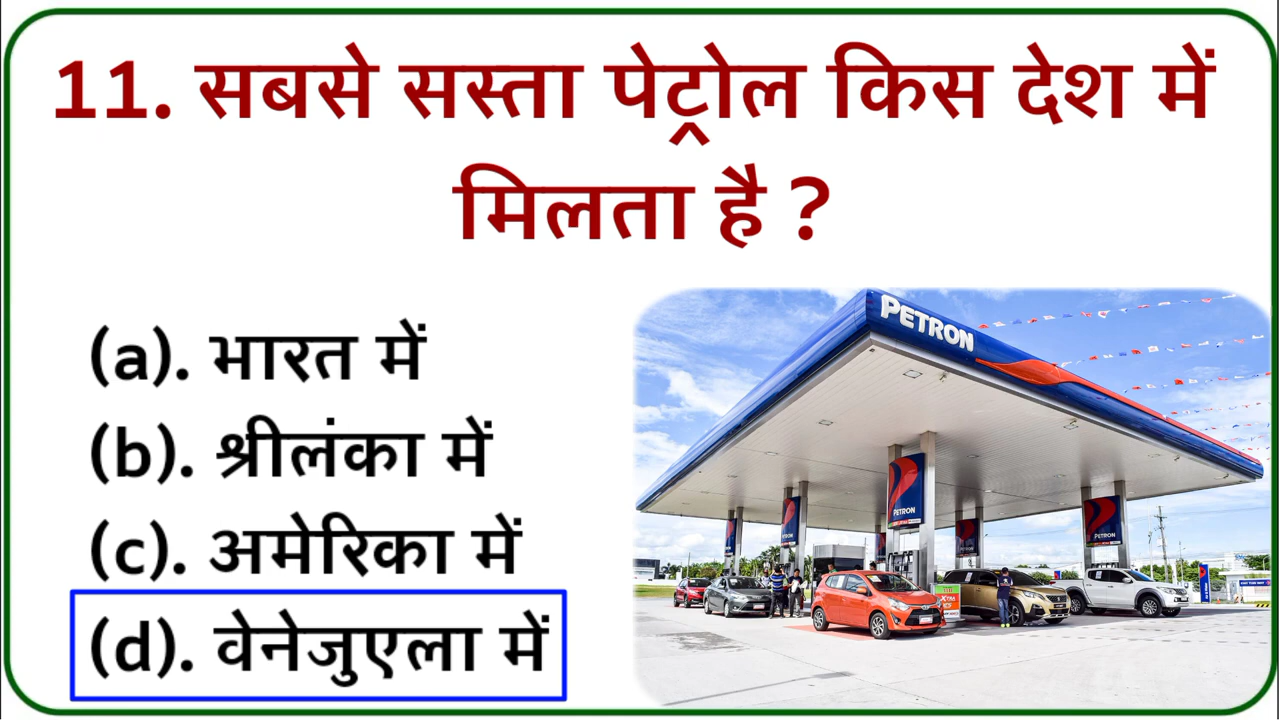 11. सबसे सस्ता पेट्रोल किस देश में
मिलता है ?
(a). भारत में
(b). श्रीलंका में
(c). अमेरिका में
(d). वेनेजुएला में
PETRON
PETRON
PETRON